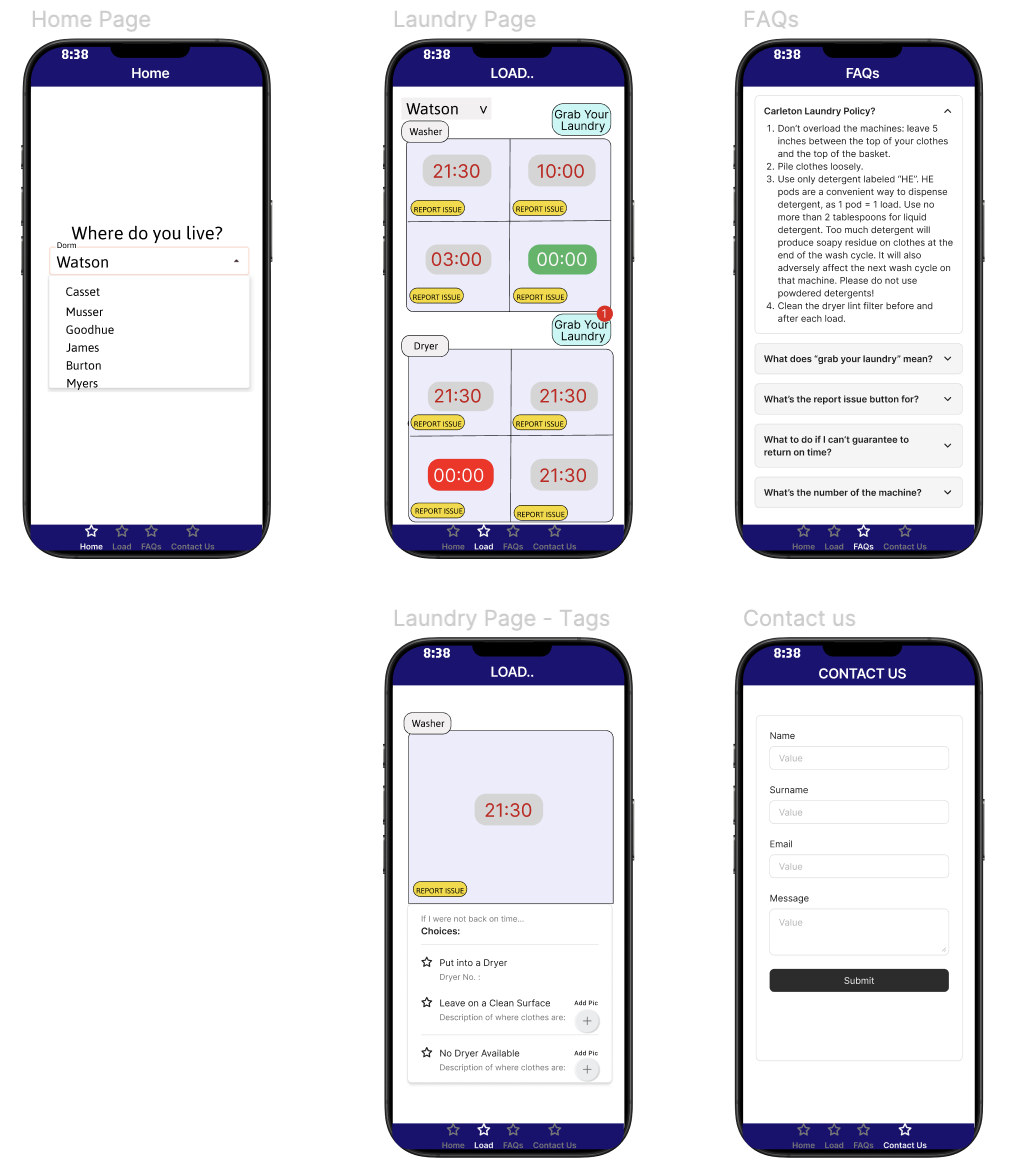 Home Page
8:38
Home
Where do you live?
Dorm
Watson
Casset
Musser
Goodhue
James
Burton
Myers
Home Load FAQs Contact Us
Laundry Page
8:38
LOAD..
Watson v
Grab Your
Laundry
Washer
21:30 10:00
REPORT ISSUE REPORT ISSUE
03:00 00:00
REPORT ISSUE REPORT ISSUE
1
Grab Your
Laundry
Dryer
21:30 21:30
REPORT ISSUE REPORT ISSUE
00:00 21:30
REPORT ISSUE REPORT ISSUE
Home Load FAQs Contact Us
FAQs
8:38
FAQs
Carleton Laundry Policy?
1. Don't overload the machines: leave 5
inches between the top of your clothes
and the top of the basket.
2. Pile clothes loosely.
3. Use only detergent labeled "HE". HE
pods are a convenient way to dispense
detergent, as 1 pod = 1 load. Use no
more than 2 tablespoons for liquid
detergent. Too much detergent will
produce soapy residue on clothes at the
end of the wash cycle. It will also
adversely affect the next wash cycle on
that machine. Please do not use
powdered detergents!
4. Clean the dryer lint filter before and
after each load.
What does "grab your laundry" mean?
What's the report issue button for?
What to do if I can't guarantee to
return on time?
What's the number of the machine?
Home Load FAQs Contact Us
Laundry Page - Tags
8:38
LOAD..
Washer
21:30
REPORT ISSUE
If I were not back on time...
Choices:
Put into a Dryer
Dryer No. :
Leave on a Clean Surface Add Pic
Description of where clothes are: +
No Dryer Available Add Pic
Description of where clothes are: +
Home Load FAQs Contact Us
Contact us
8:38
CONTACT US
Name
Value
Surname
Value
Email
Value
Message
Value
Submit
Home Load FAQs Contact Us